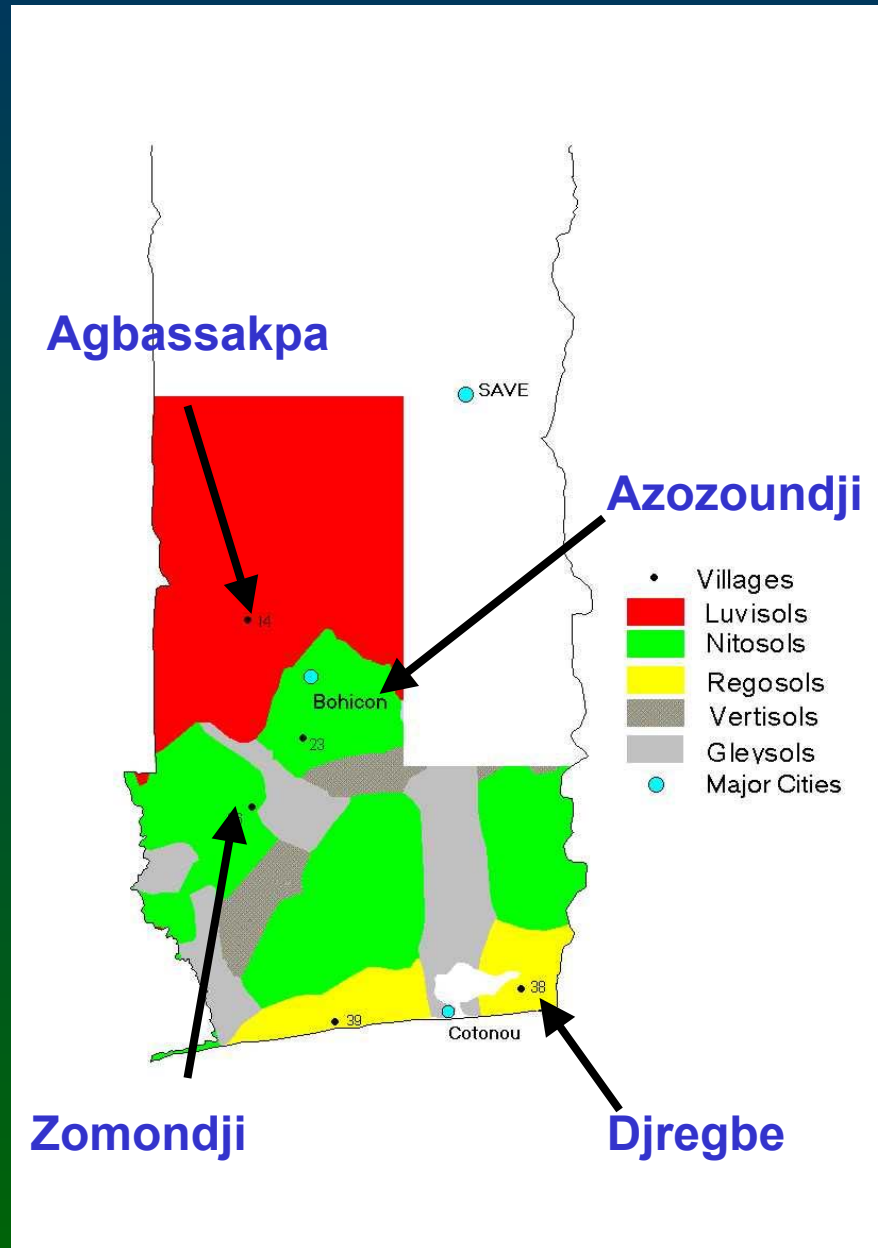 Agbassakpa
SAVE
Azozoundji
Villages
Luvisols
Nitosols
Regosols
Vertisols
Gleysols
Major Cities
14
Bohicon
23
38
39
Cotonou
Zomondji
Djregbe